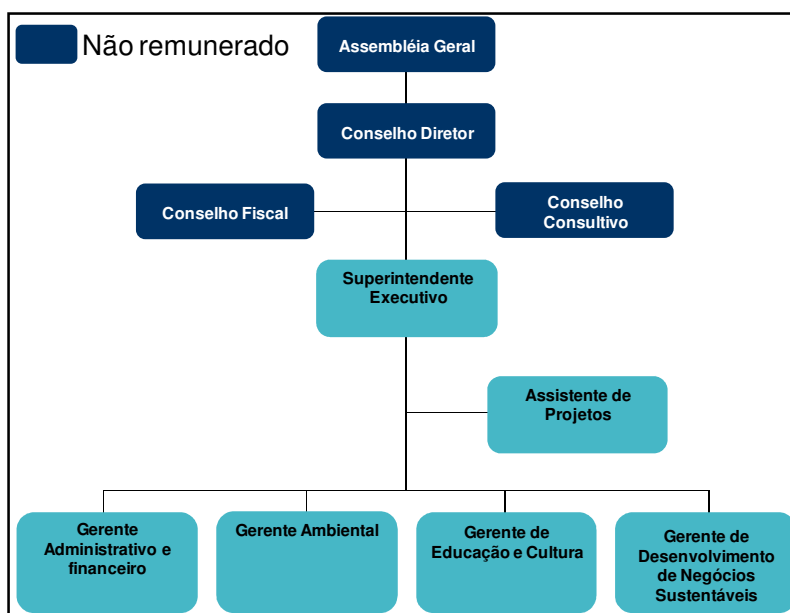 Não remunerado
Assembléia Geral
Conselho Diretor
Conselho Fiscal
Conselho
Consultivo
Superintendente
Executivo
Assistente de
Projetos
Gerente
Administrativo e
financeiro
Gerente Ambiental
Gerente de
Educação e Cultura
Gerente de
Desenvolvimento
de Negócios
Sustentáveis